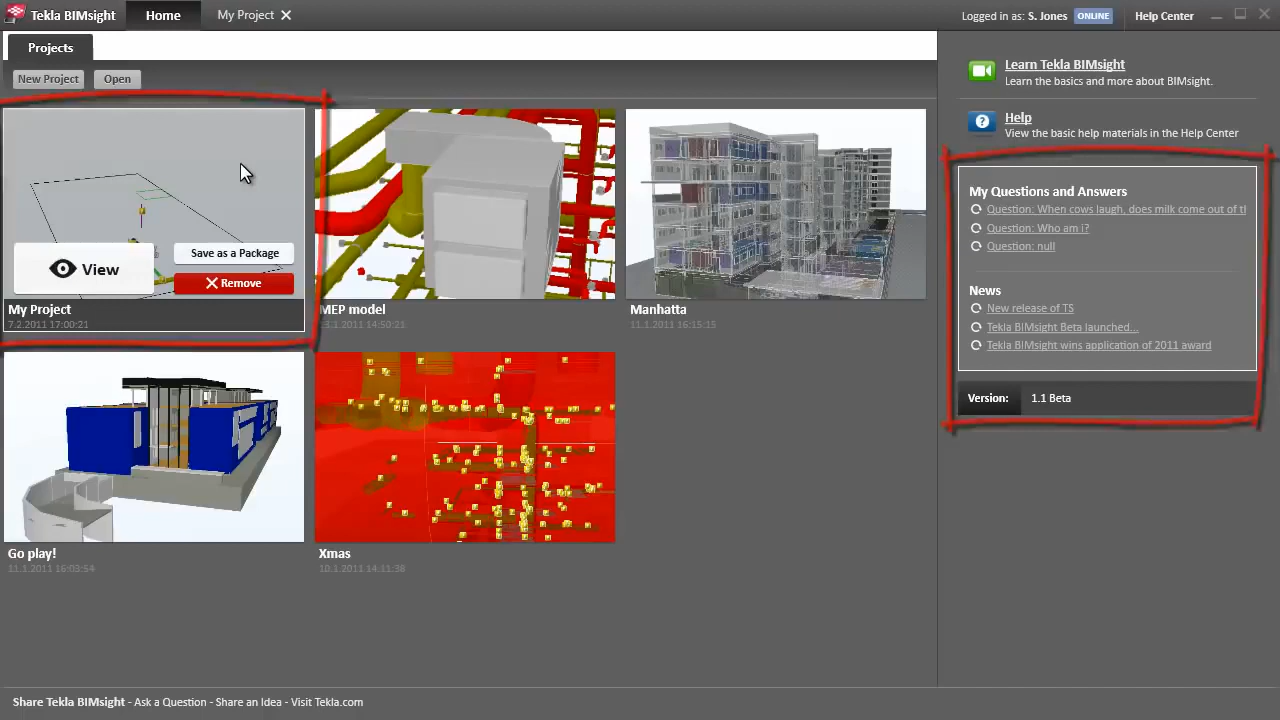 Tekla BIMsight
Home
My Project
Logged in as: S. Jones ONLINE
Help Center
Projects
New Project
Open
View
Save as a Package
Remove
My Project
7.2.2011 17:00:21
MEP model
3.1.2011 14:50:21
Manhatta
11.1.2011 16:15:15
Go play!
11.1.2011 16:03:54
Xmas
10.1.2011 14:11:38
Learn Tekla BIMsight
Learn the basics and more about BIMsight.
Help
View the basic help materials in the Help Center
My Questions and Answers
Question: When cows laugh, does milk come out of tl
Question: Who am i?
Question: null
News
New release of TS
Tekla BIMsight Beta launched...
Tekla BIMsight wins application of 2011 award
Version: 1.1 Beta
Share Tekla BIMsight - Ask a Question - Share an Idea - Visit Tekla.com